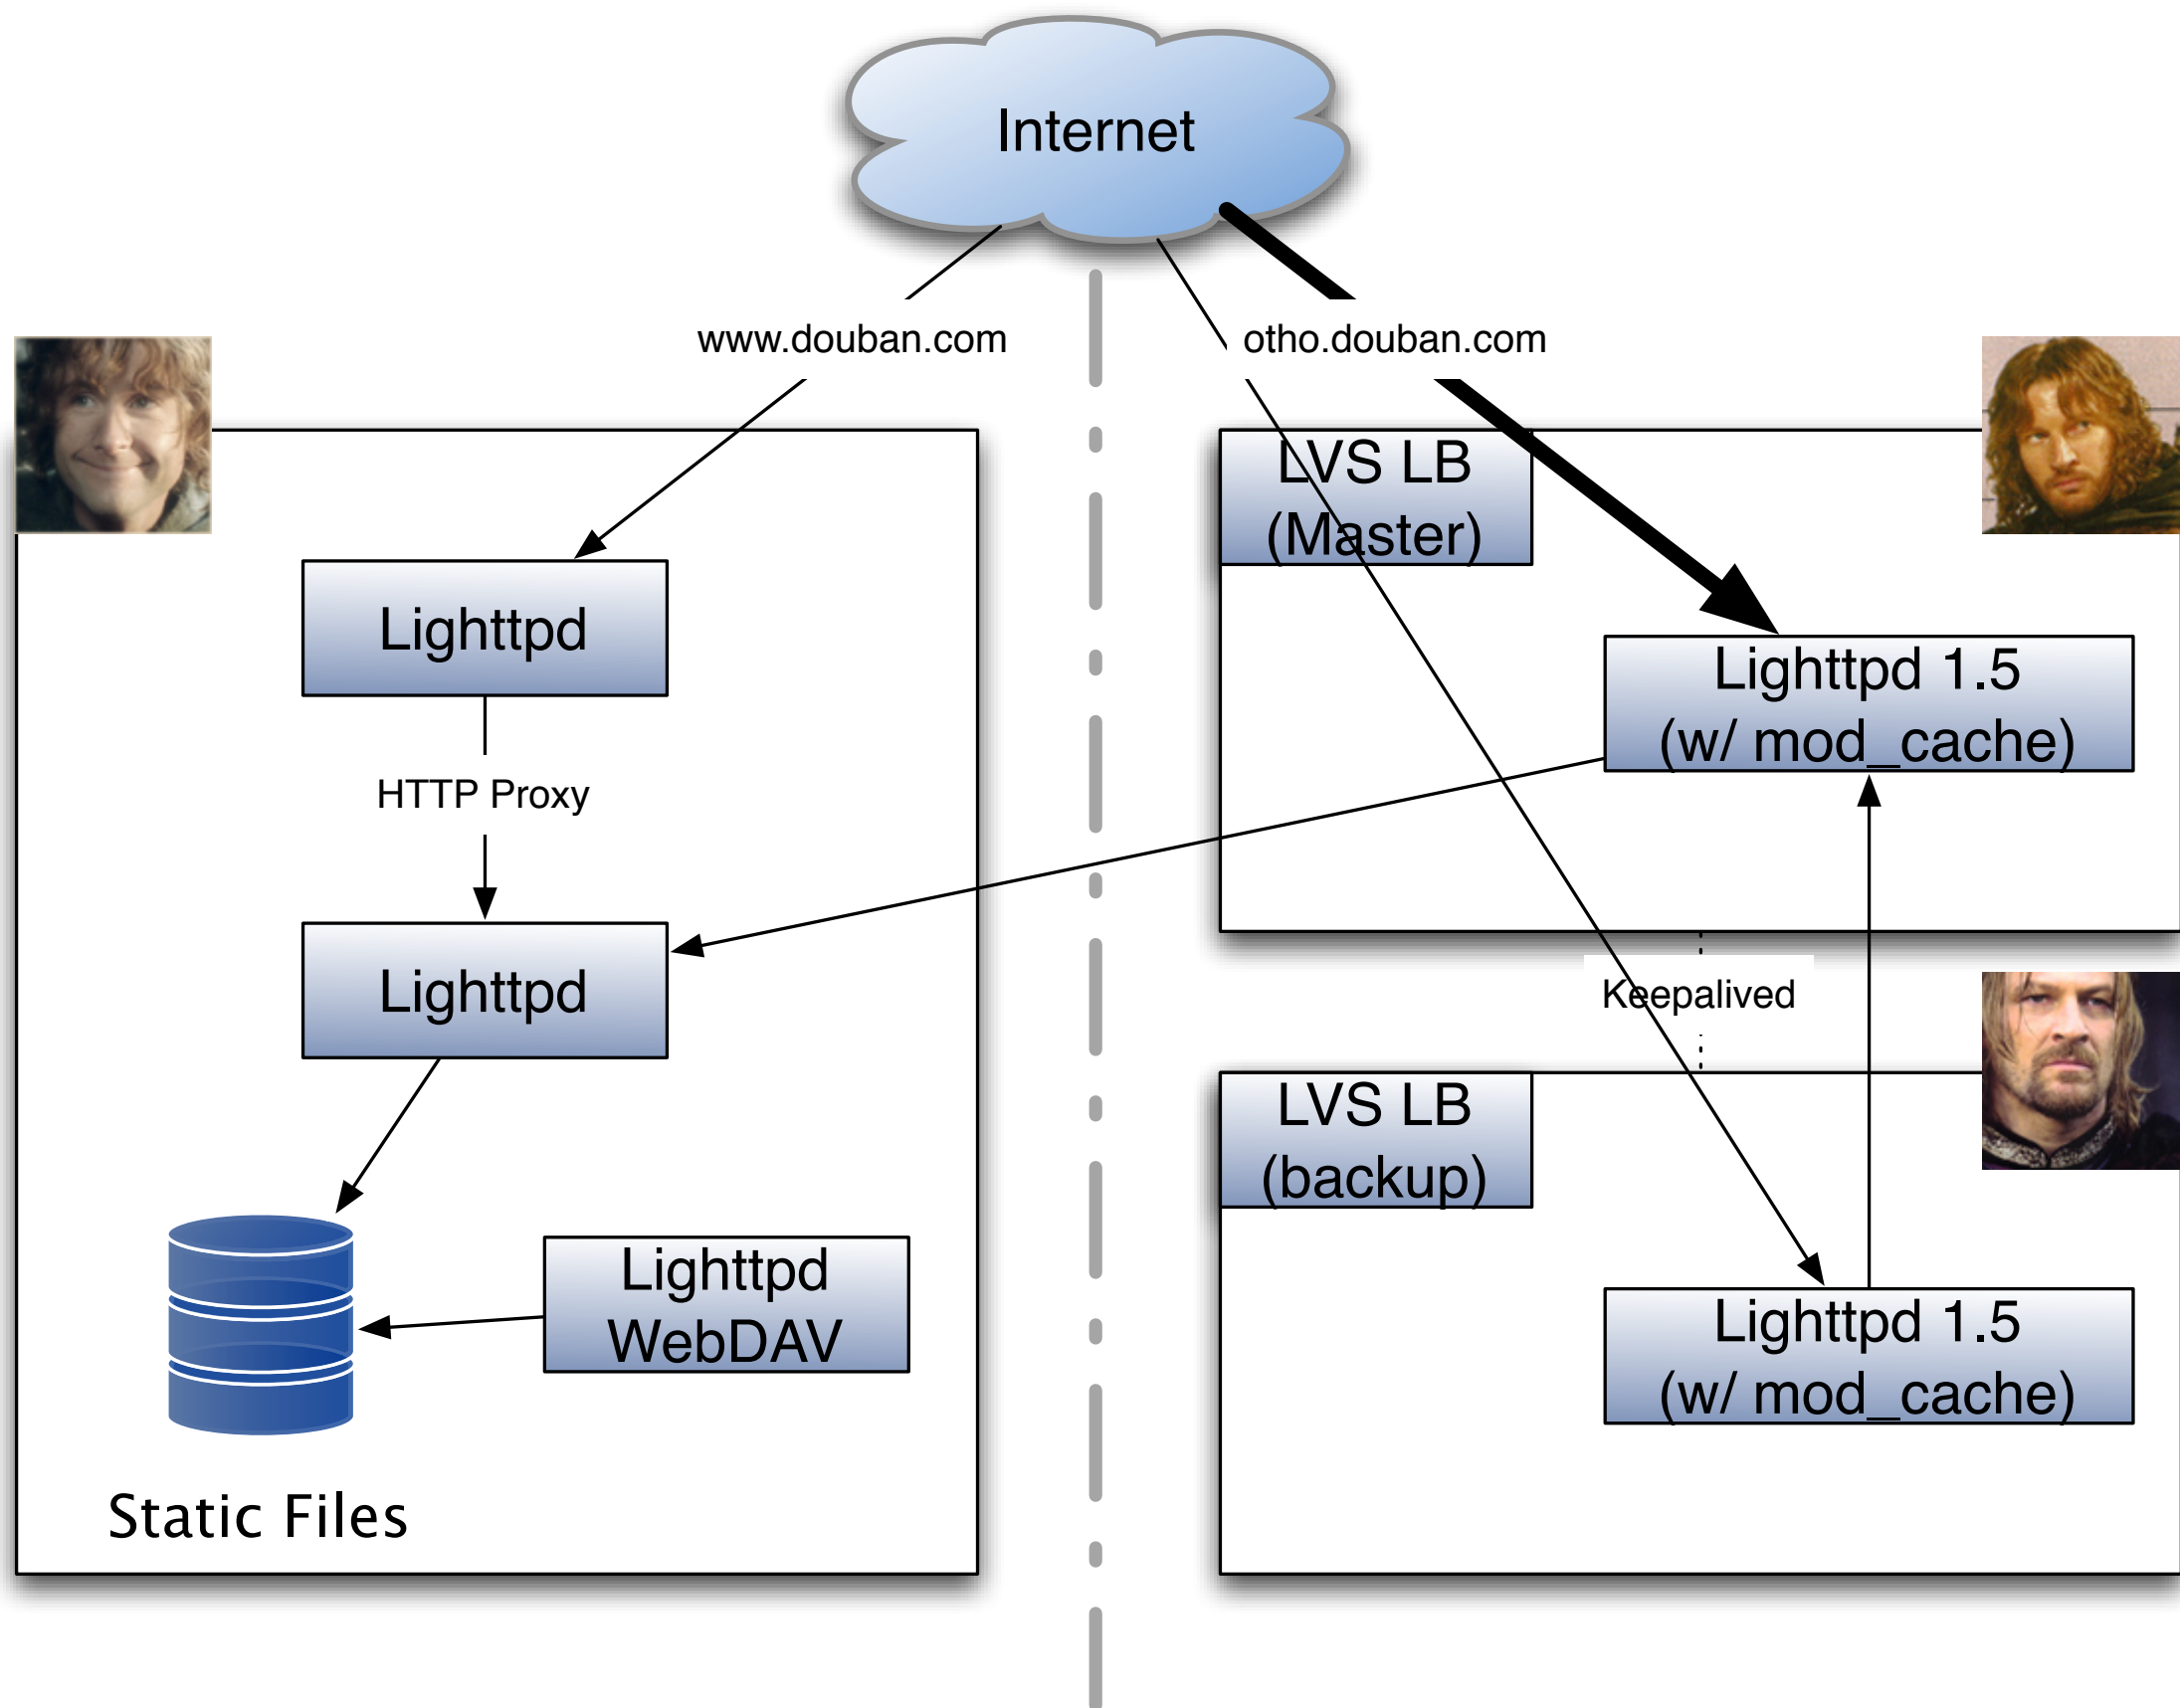 Internet
www.douban.com
otho.douban.com
LVS LB
(Master)
Lighttpd
Lighttpd 1.5
(w/ mod_cache)
HTTP Proxy
Lighttpd
Keepalived
LVS LB
(backup)
Lighttpd
WebDAV
Lighttpd 1.5
(w/ mod_cache)
Static Files